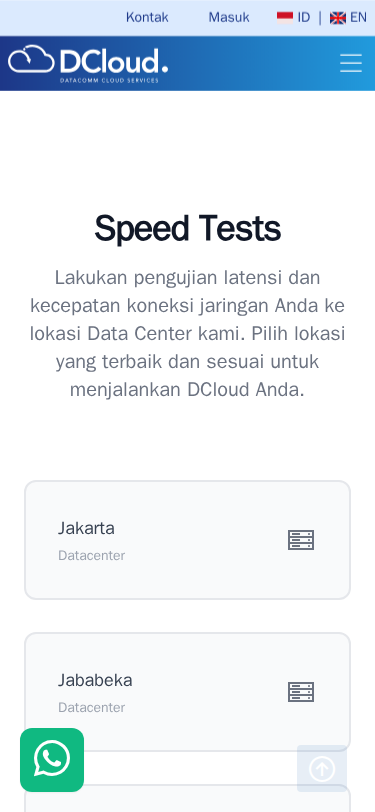 Kontak Masuk ID | EN
DCloud.
DATACOMM CLOUD SERVICES
Speed Tests
Lakukan pengujian latensi dan
kecepatan koneksi jaringan Anda ke
lokasi Data Center kami. Pilih lokasi
yang terbaik dan sesuai untuk
menjalankan DCloud Anda.
Jakarta
Datacenter
Jababeka
Datacenter